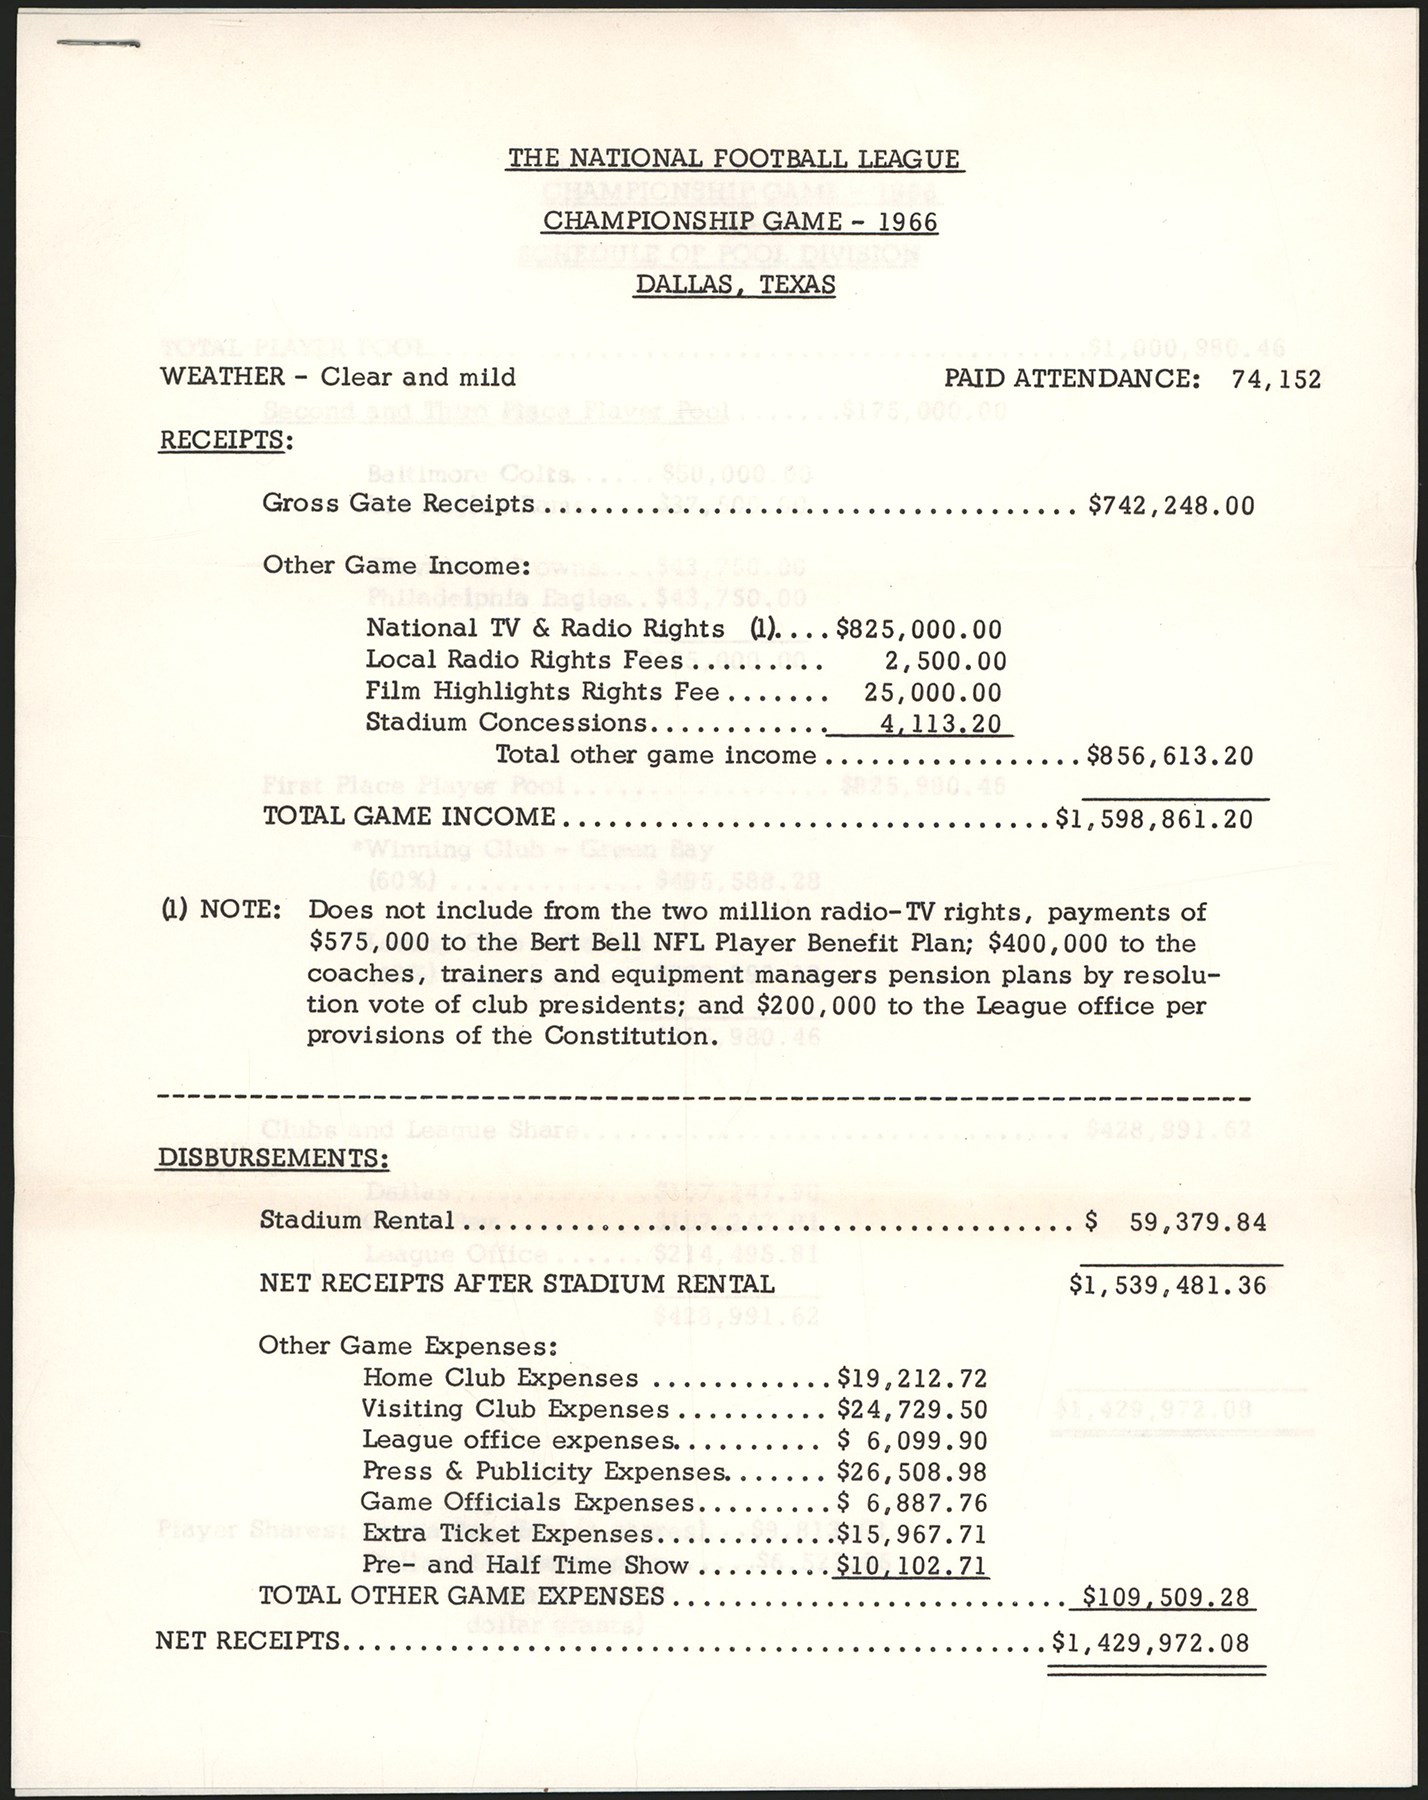 THE NATIONAL FOOTBALL LEAGUE
CHAMPIONSHIP GAME - 1966
DALLAS, TEXAS
WEATHER - Clear and mild PAID ATTENDANCE: 74,152
RECEIPTS:
Gross Gate Receipts................................... $742,248.00
Other Game Income:
National TV & Radio Rights (1).... $825,000.00
Local Radio Rights Fees......... 2,500.00
Film Highlights Rights Fee....... 25,000.00
Stadium Concessions............ 4,113.20
Total other game income................. $856,613.20
TOTAL GAME INCOME................................ $1,598,861.20
(1) NOTE: Does not include from the two million radio-TV rights, payments of
$575,000 to the Bert Bell NFL Player Benefit Plan; $400,000 to the
coaches, trainers and equipment managers pension plans by resolu-
tion vote of club presidents; and $200,000 to the League office per
provisions of the Constitution.
DISBURSEMENTS:
Stadium Rental........................................ $ 59,379.84
NET RECEIPTS AFTER STADIUM RENTAL $1,539,481.36
Other Game Expenses:
Home Club Expenses ............ $19,212.72
Visiting Club Expenses .......... $24,729.50
League office expenses.......... $ 6,099.90
Press & Publicity Expenses....... $26,508.98
Game Officials Expenses......... $ 6,887.76
Extra Ticket Expenses............ $15,967.71
Pre- and Half Time Show ......... $10,102.71
TOTAL OTHER GAME EXPENSES.......................... $109,509.28
NET RECEIPTS.............................................. $1,429,972.08